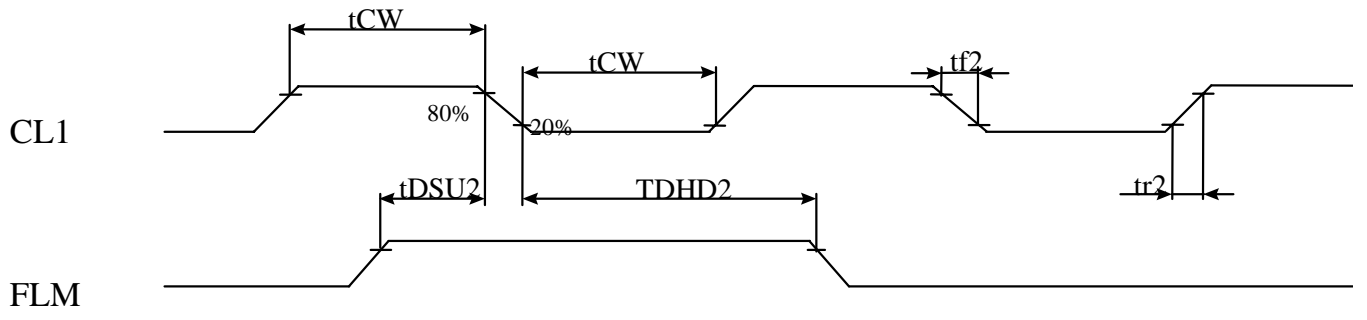 tCW
tCW
tf2
80%
20%
CL1
tDSU2
TDHD2
tr2
FLM